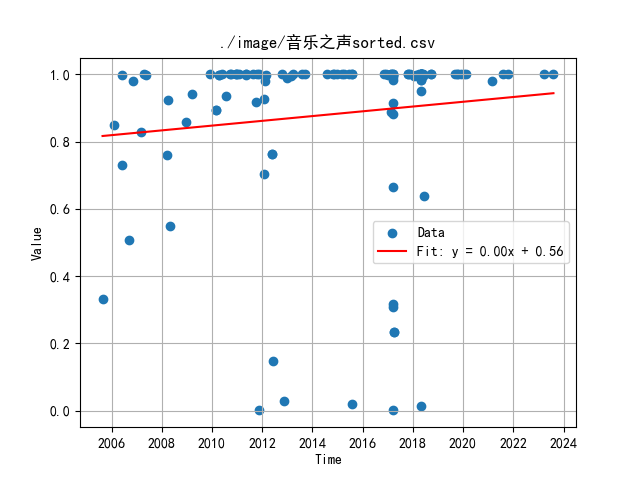 ./image/音乐之声sorted.csv
1.0
0.8
0.6
0.4
0.2
0.0
Value
Data
Fit: y = 0.00x + 0.56
2006 2008 2010 2012 2014 2016 2018 2020 2022 2024
Time